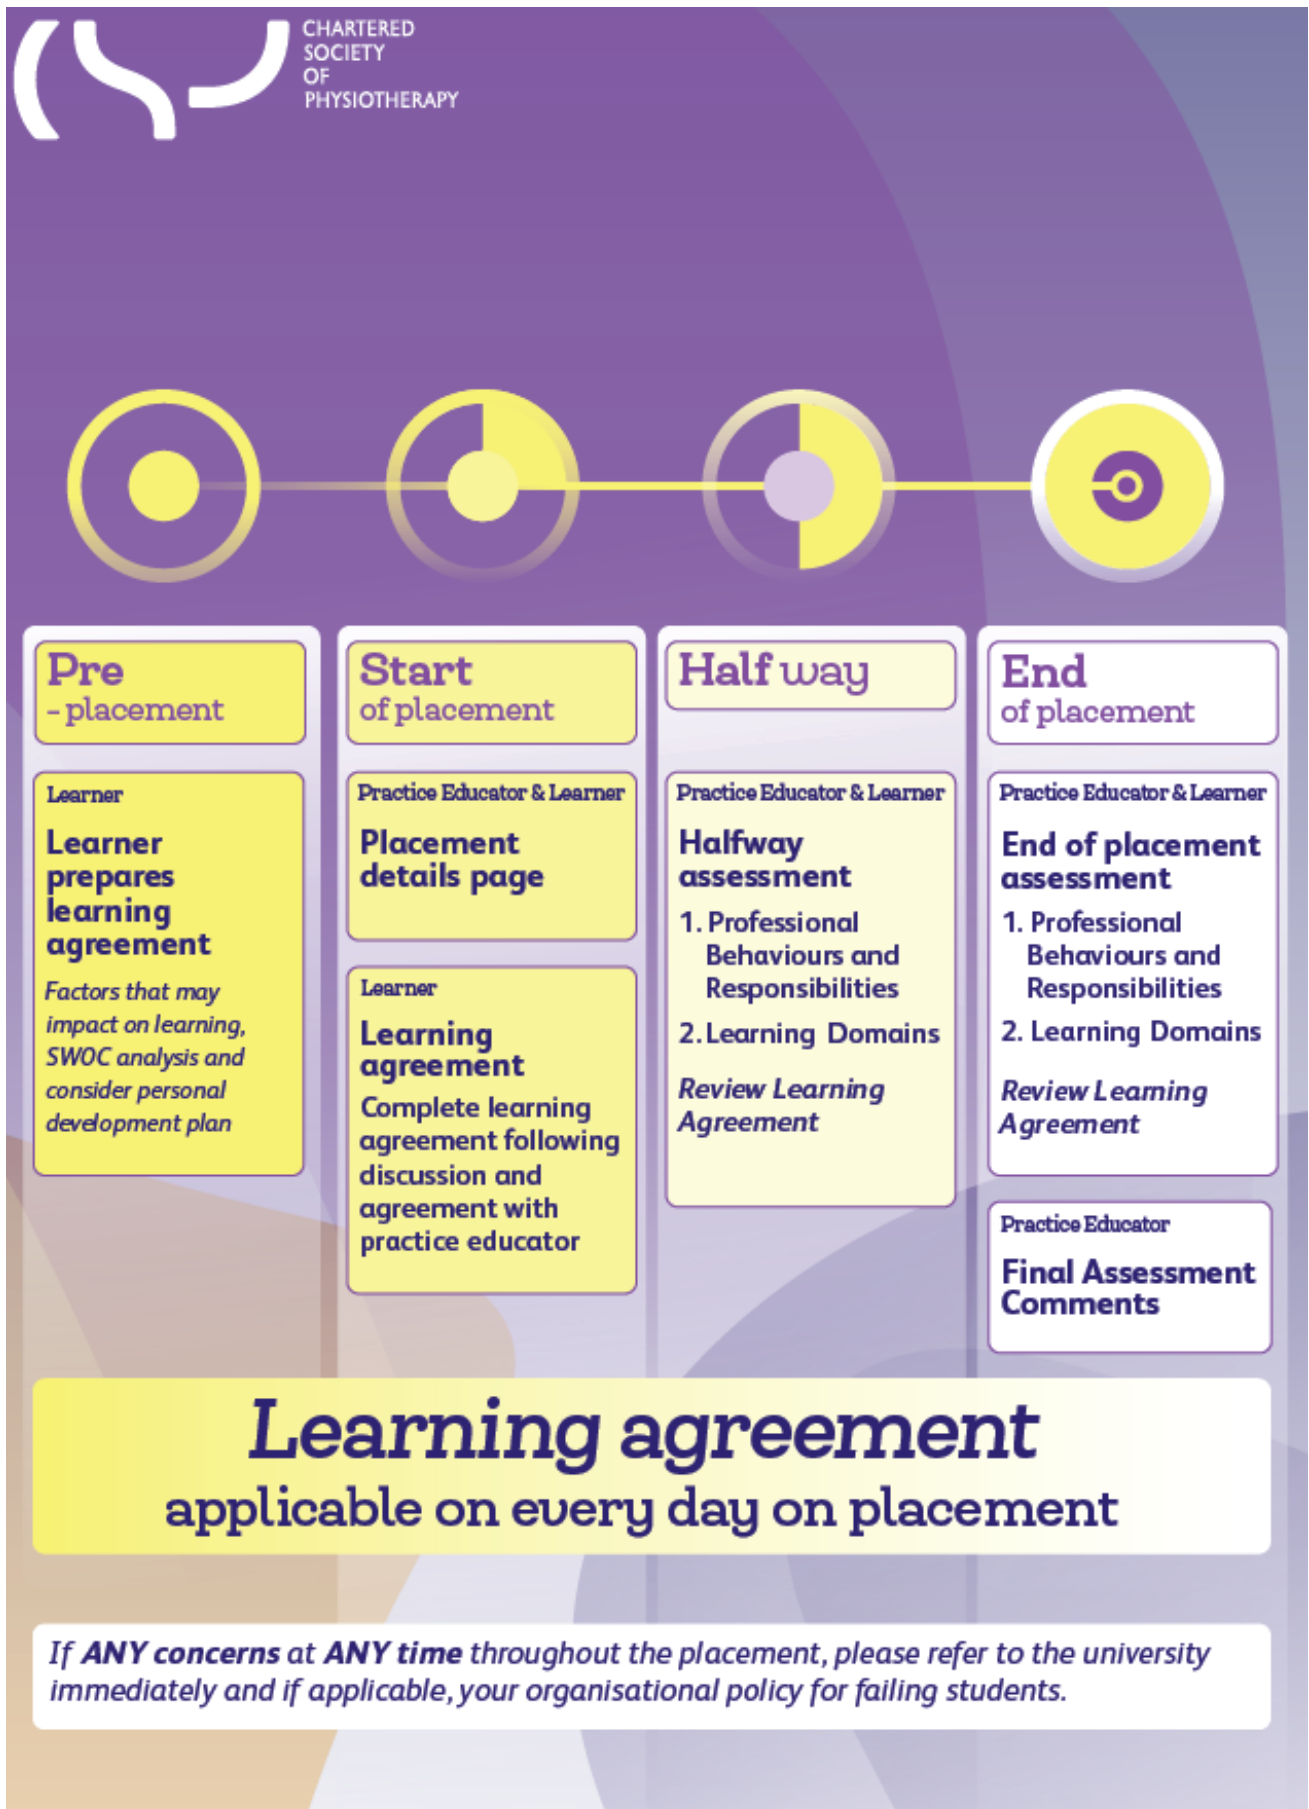 CHARTERED
SOCIETY
OF
PHYSIOTHERAPY
Pre
- placement
Learner
Learner
prepares
learning
agreement
Factors that may
impact on learning,
SWOC analysis and
consider personal
development plan
Start
of placement
Practice Educator & Learner
Placement
details page
Learner
Learning
agreement
Complete learning
agreement following
discussion and
agreement with
practice educator
Half way
Practice Educator & Learner
Halfway
assessment
1. Professional
Behaviours and
Responsibilities
2. Learning Domains
Review Learning
Agreement
End
of placement
Practice Educator & Learner
End of placement
assessment
1. Professional
Behaviours and
Responsibilities
2. Learning Domains
Review Learning
Agreement
Practice Educator
Final Assessment
Comments
Learning agreement
applicable on every day on placement
If ANY concerns at ANY time throughout the placement, please refer to the university
immediately and if applicable, your organisational policy for failing students.